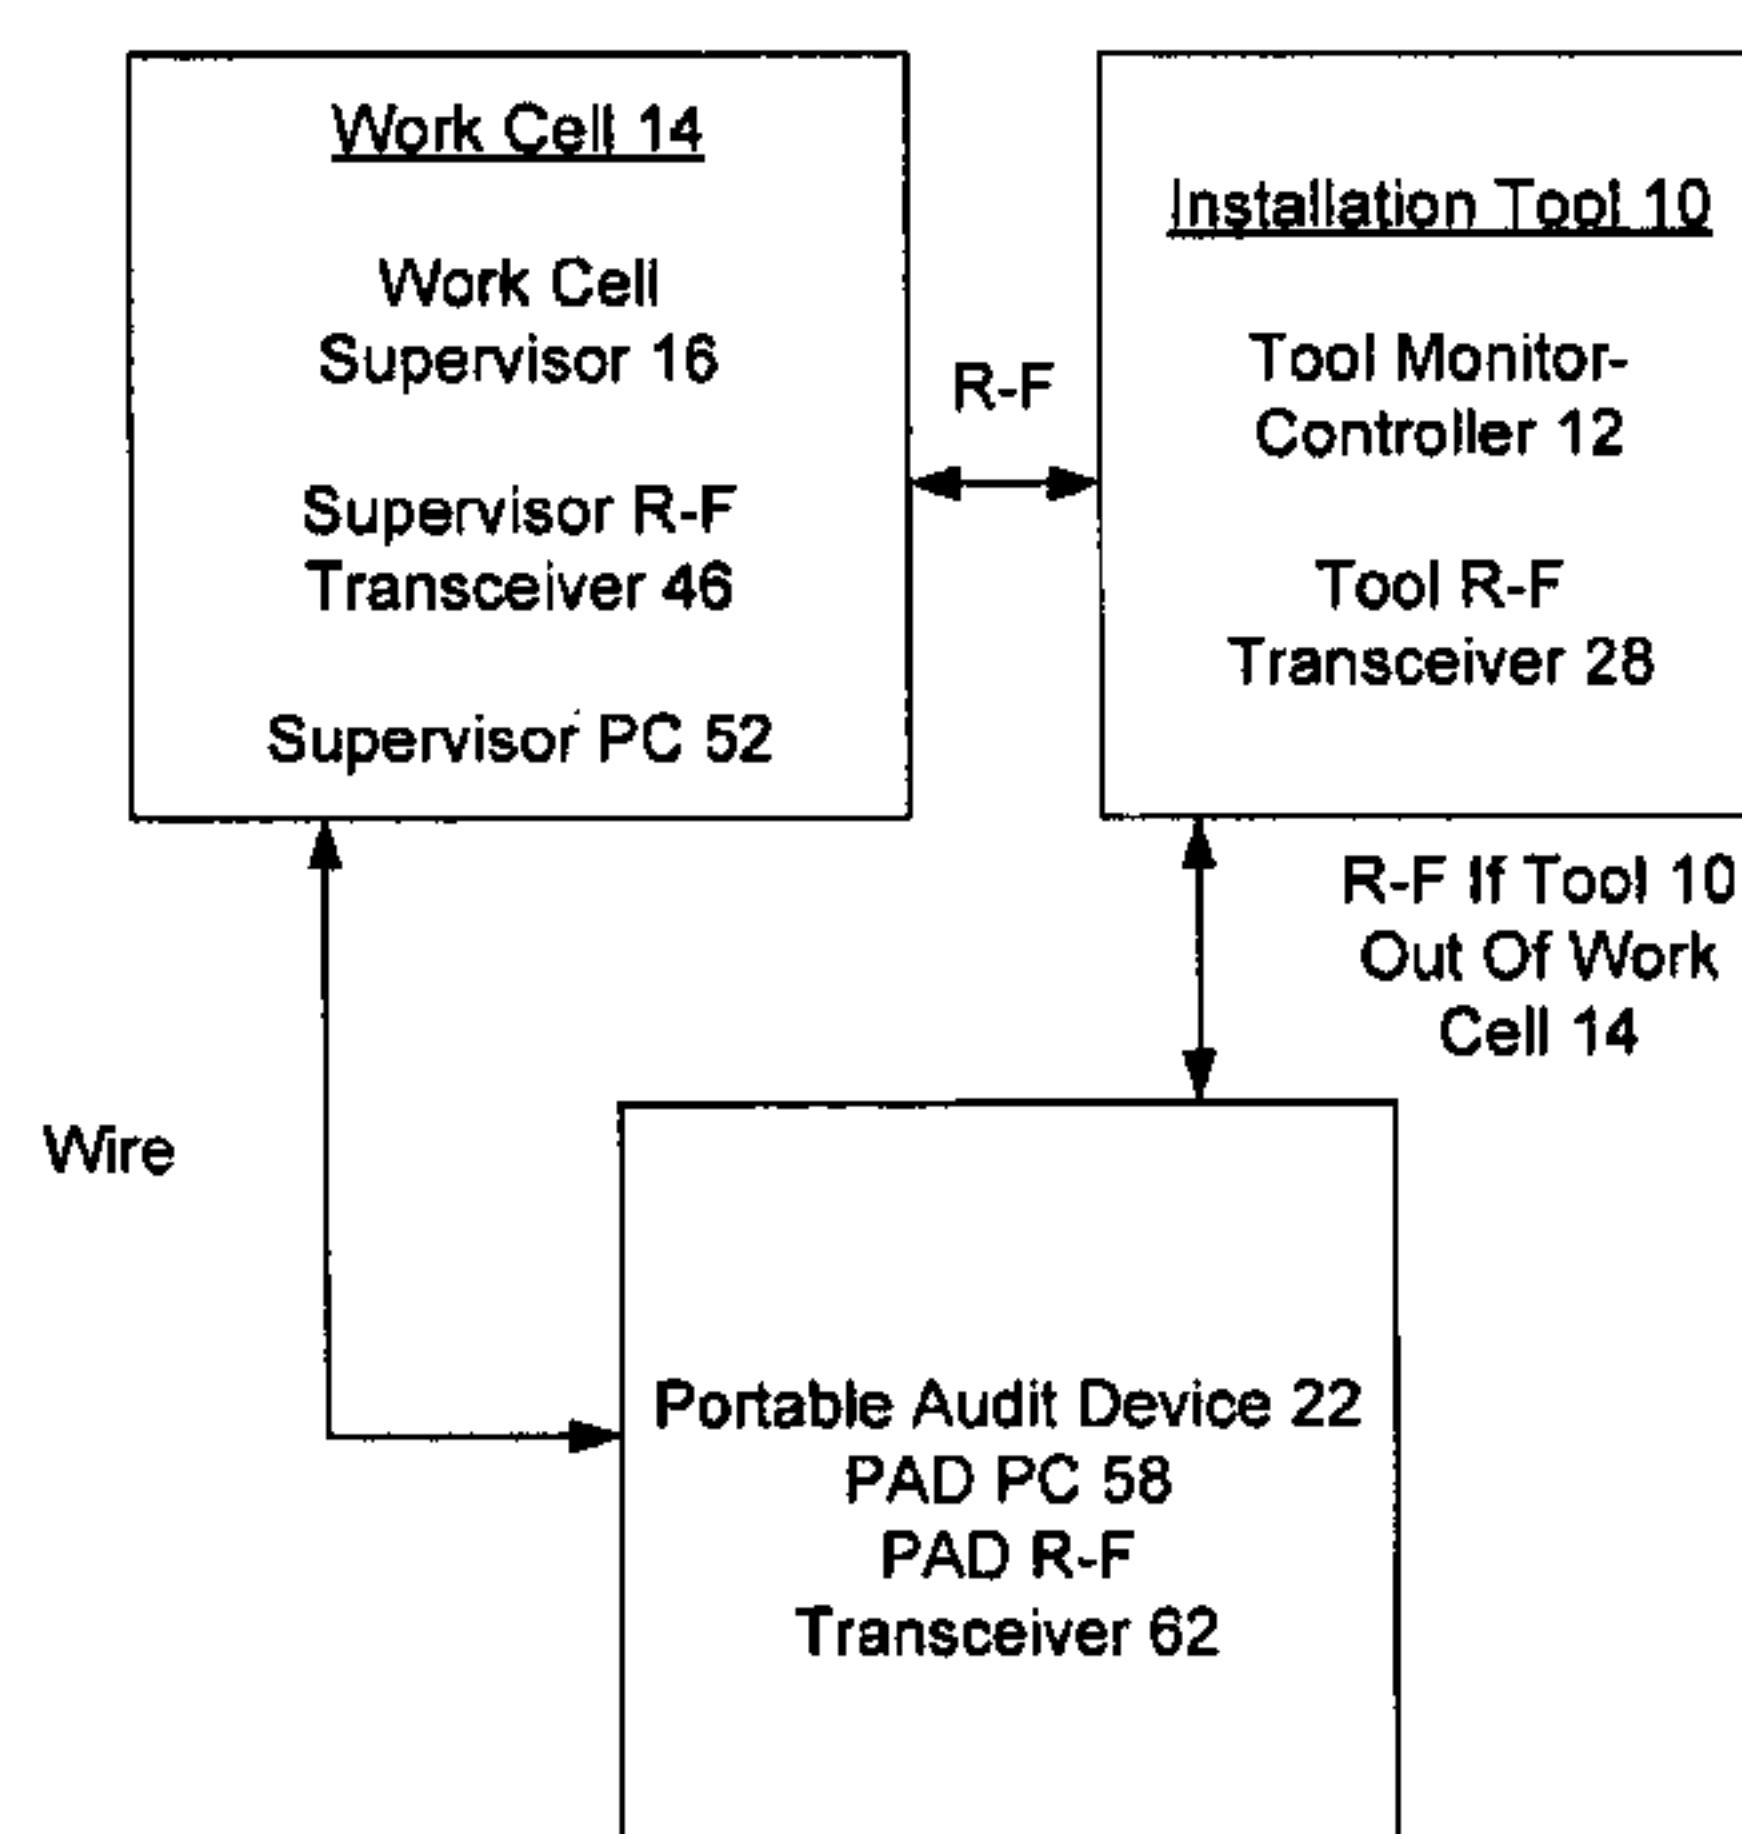 Work Cell 14
Work Cell
Supervisor 16
Supervisor R-F
Transceiver 46
Supervisor PC 52
R-F
Installation Tool 10
Tool Monitor-
Controller 12
Tool R-F
Transceiver 28
R-F If Tool 10
Out Of Work
Cell 14
Wire
Portable Audit Device 22
PAD PC 58
PAD R-F
Transceiver 62